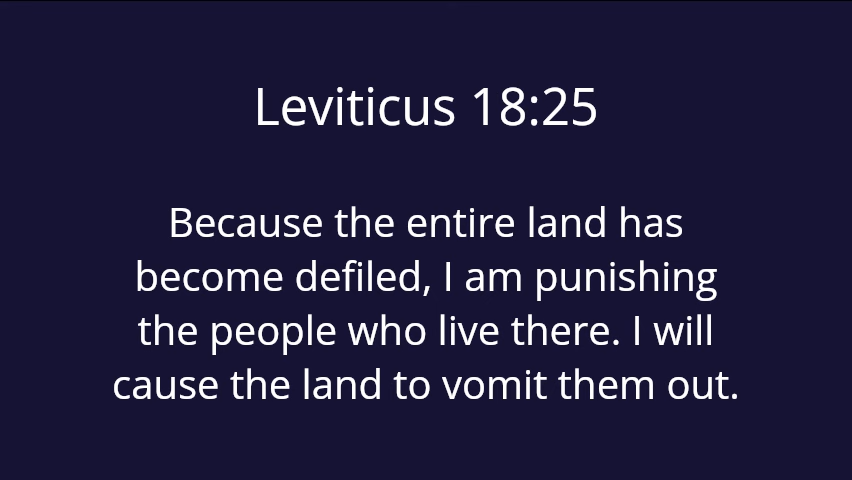 Leviticus 18:25
Because the entire land has
become defiled, I am punishing
the people who live there. I will
cause the land to vomit them out.